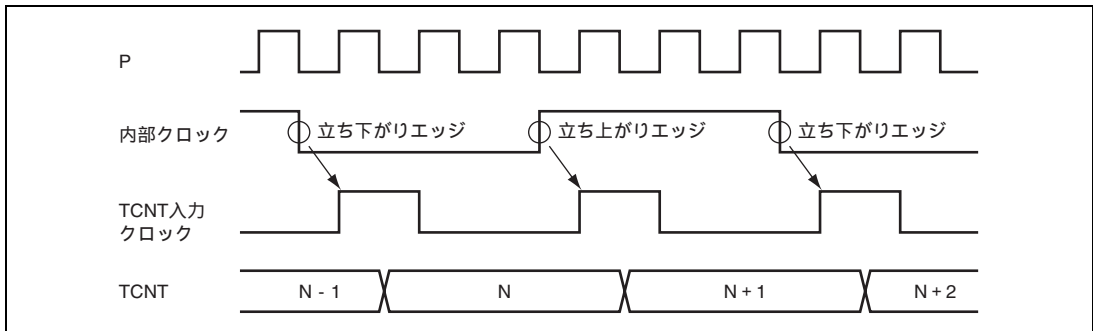 P
内部クロック
立ち下がりエッジ
立ち上がりエッジ
立ち下がりエッジ
TCNT入力
クロック
TCNT
N - 1
N
N + 1
N + 2